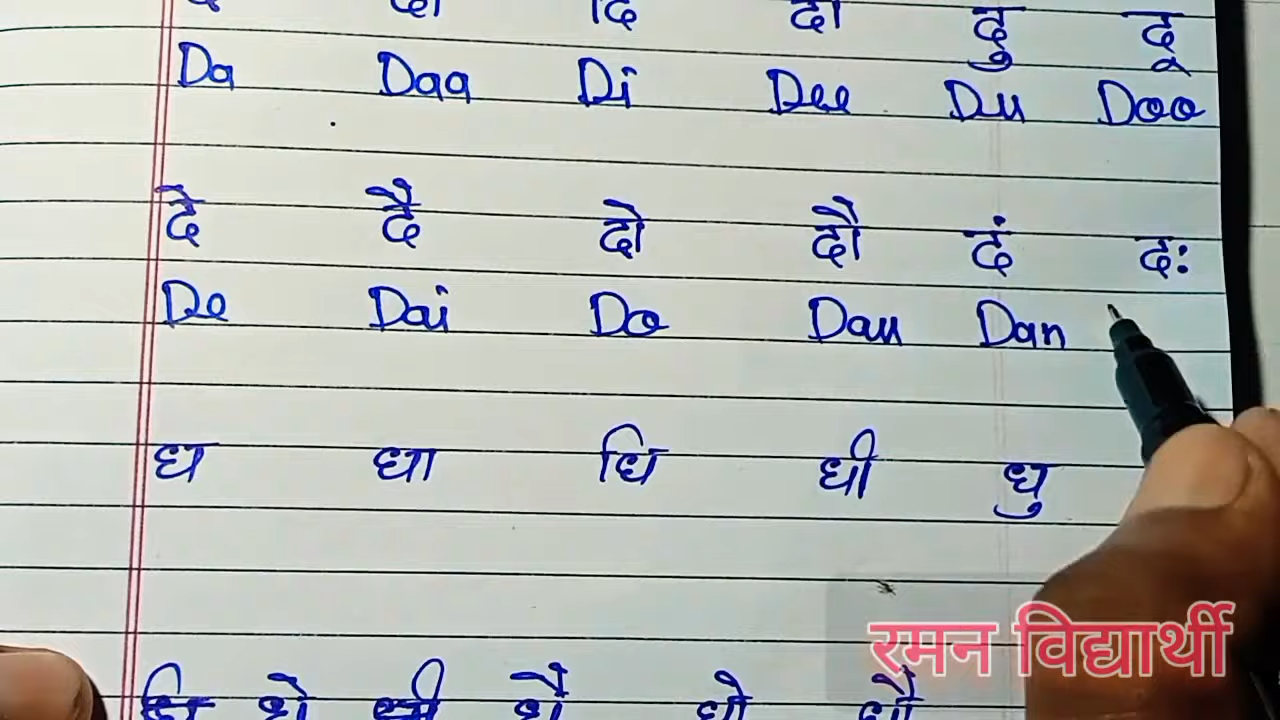 द दा दि दी दु दू
Da Daa Di Dee Du Doo
दे दै दो दौ दं दः
De Dai Do Dau Dan
ध धा धि धी धु
रमन विद्यार्थी
धे धै धो धौ